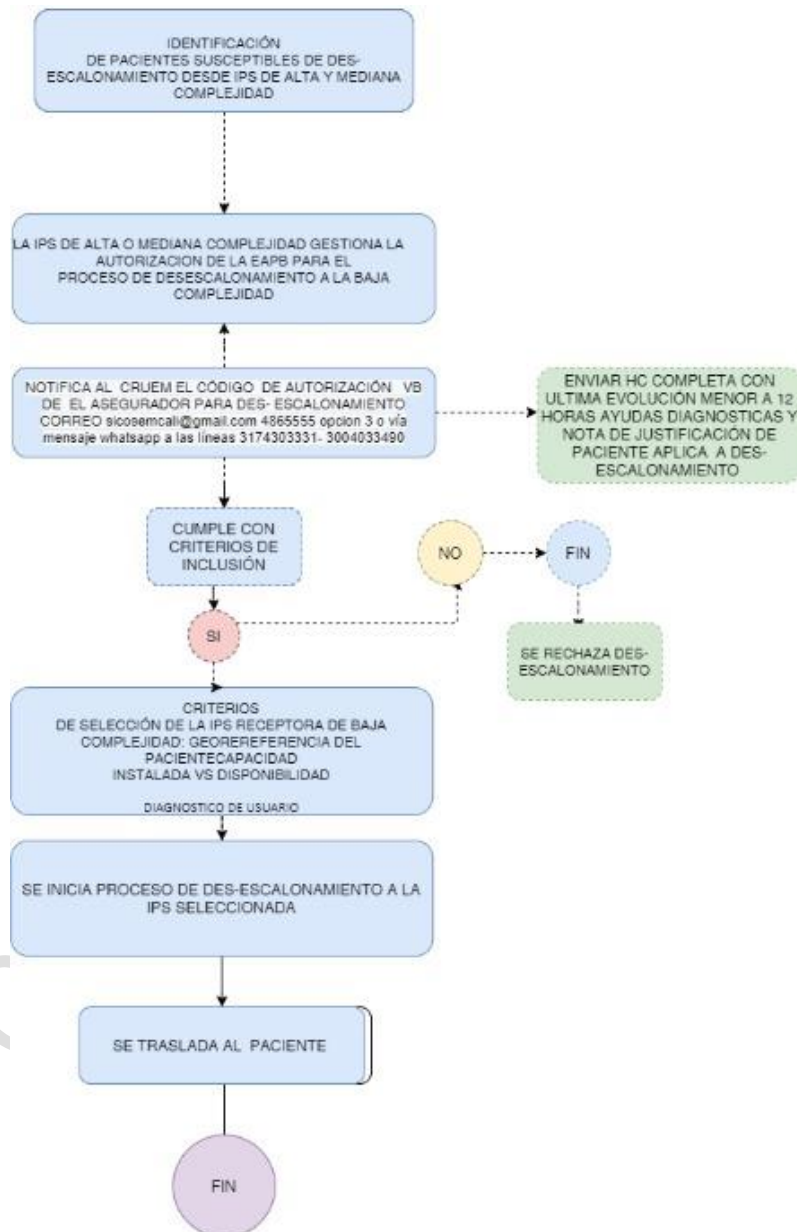 IDENTIFICACIÓN
DE PACIENTES SUSCEPTIBLES DE DES-
ESCALONAMIENTO DESDE IPS DE ALTA Y MEDIANA
COMPLEJIDAD
LA IPS DE ALTA O MEDIANA COMPLEJIDAD GESTIONA LA
AUTORIZACION DE LA EAPB PARA EL
PROCESO DE DESESCALONAMIENTO A LA BAJA
COMPLEJIDAD
NOTIFICA AL CRUEM EL CÓDIGO DE AUTORIZACIÓN VB
DE EL ASEGURADOR PARA DES- ESCALONAMIENTO
CORREO sicosemcali@gmail.com 4865555 opcion 3 o vía
mensaje whatsapp a las líneas 3174303331- 3004033490
ENVIAR HC COMPLETA CON
ULTIMA EVOLUCIÓN MENOR A 12
HORAS AYUDAS DIAGNOSTICAS Y
NOTA DE JUSTIFICACIÓN DE
PACIENTE APLICA A DES-
ESCALONAMIENTO
CUMPLE CON
CRITERIOS DE
INCLUSIÓN
NO
FIN
SI
SE RECHAZA DES-
ESCALONAMIENTO
CRITERIOS
DE SELECCIÓN DE LA IPS RECEPTORA DE BAJA
COMPLEJIDAD: GEOREREFERENCIA DEL
PACIENTECAPACIDAD
INSTALADA VS DISPONIBILIDAD
DIAGNOSTICO DE USUARIO
SE INICIA PROCESO DE DES-ESCALONAMIENTO A LA
IPS SELECCIONADA
SE TRASLADA AL PACIENTE
FIN